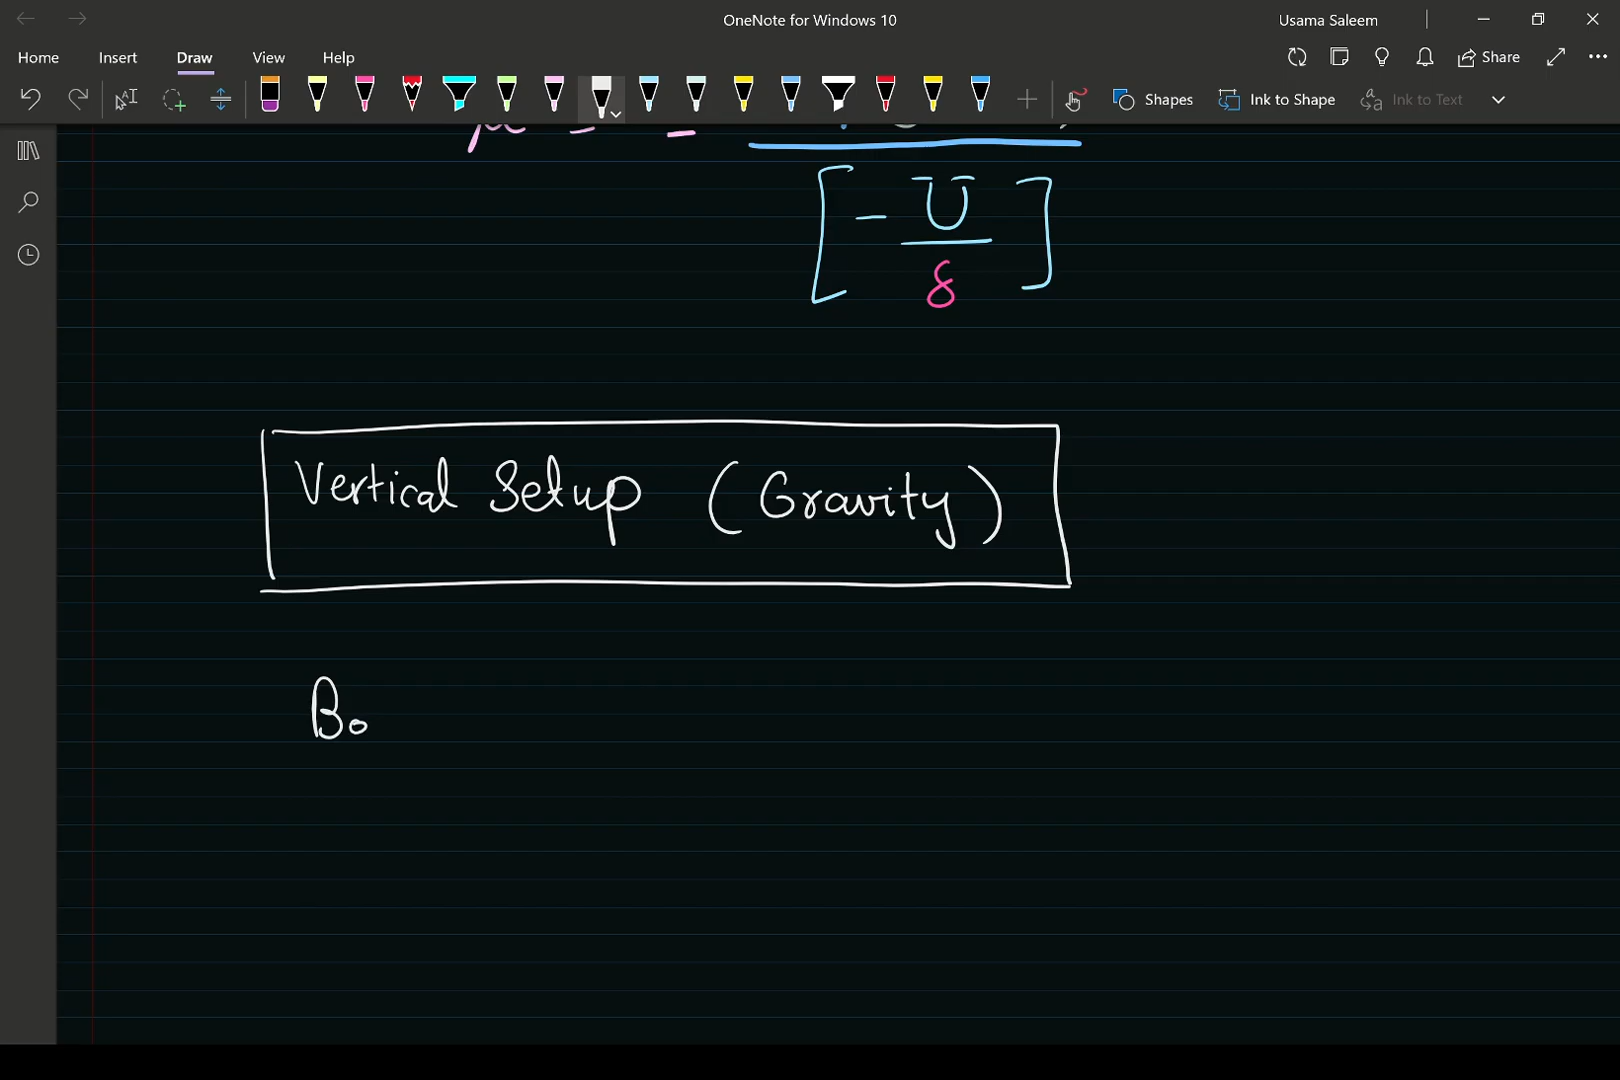 OneNote for Windows 10
Usama Saleem
Home Insert Draw View Help
Share
Shapes
Ink to Shape
Ink to Text
μ = -
[ - U / δ ]
Vertical Setup (Gravity)
Bo